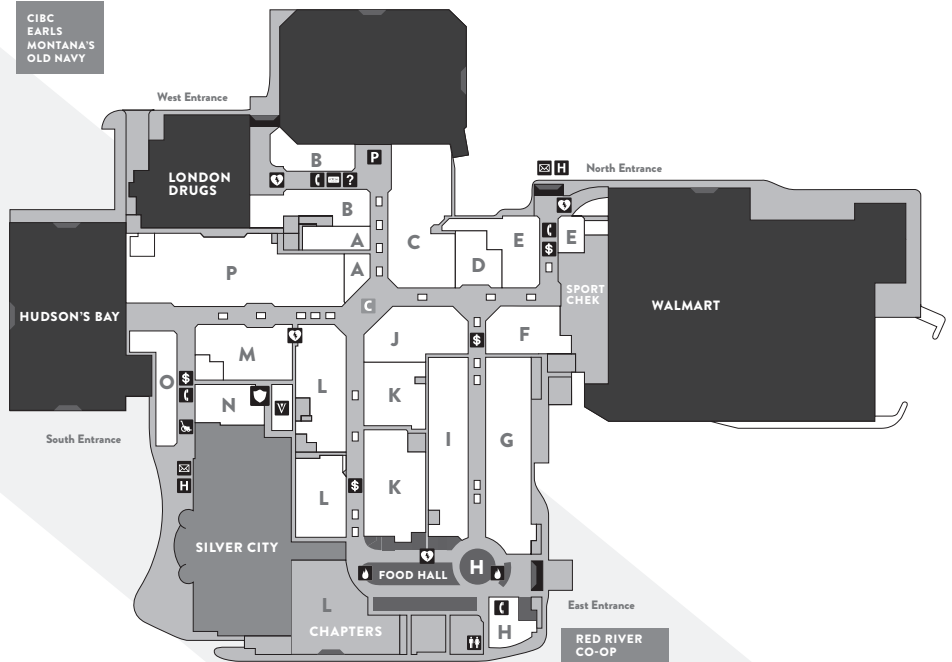 CIBC
EARLS
MONTANA'S
OLD NAVY
West Entrance
B
P
?
H
North Entrance
LONDON
DRUGS
B
A
C
E
E
$
P
A
D
C
SPORT
CHEK
HUDSON'S BAY
WALMART
J
$
F
M
O
$
L
K
N
V
South Entrance
I
G
H
L
$
K
SILVER CITY
FOOD HALL
H
East Entrance
L
CHAPTERS
H
RED RIVER
CO-OP